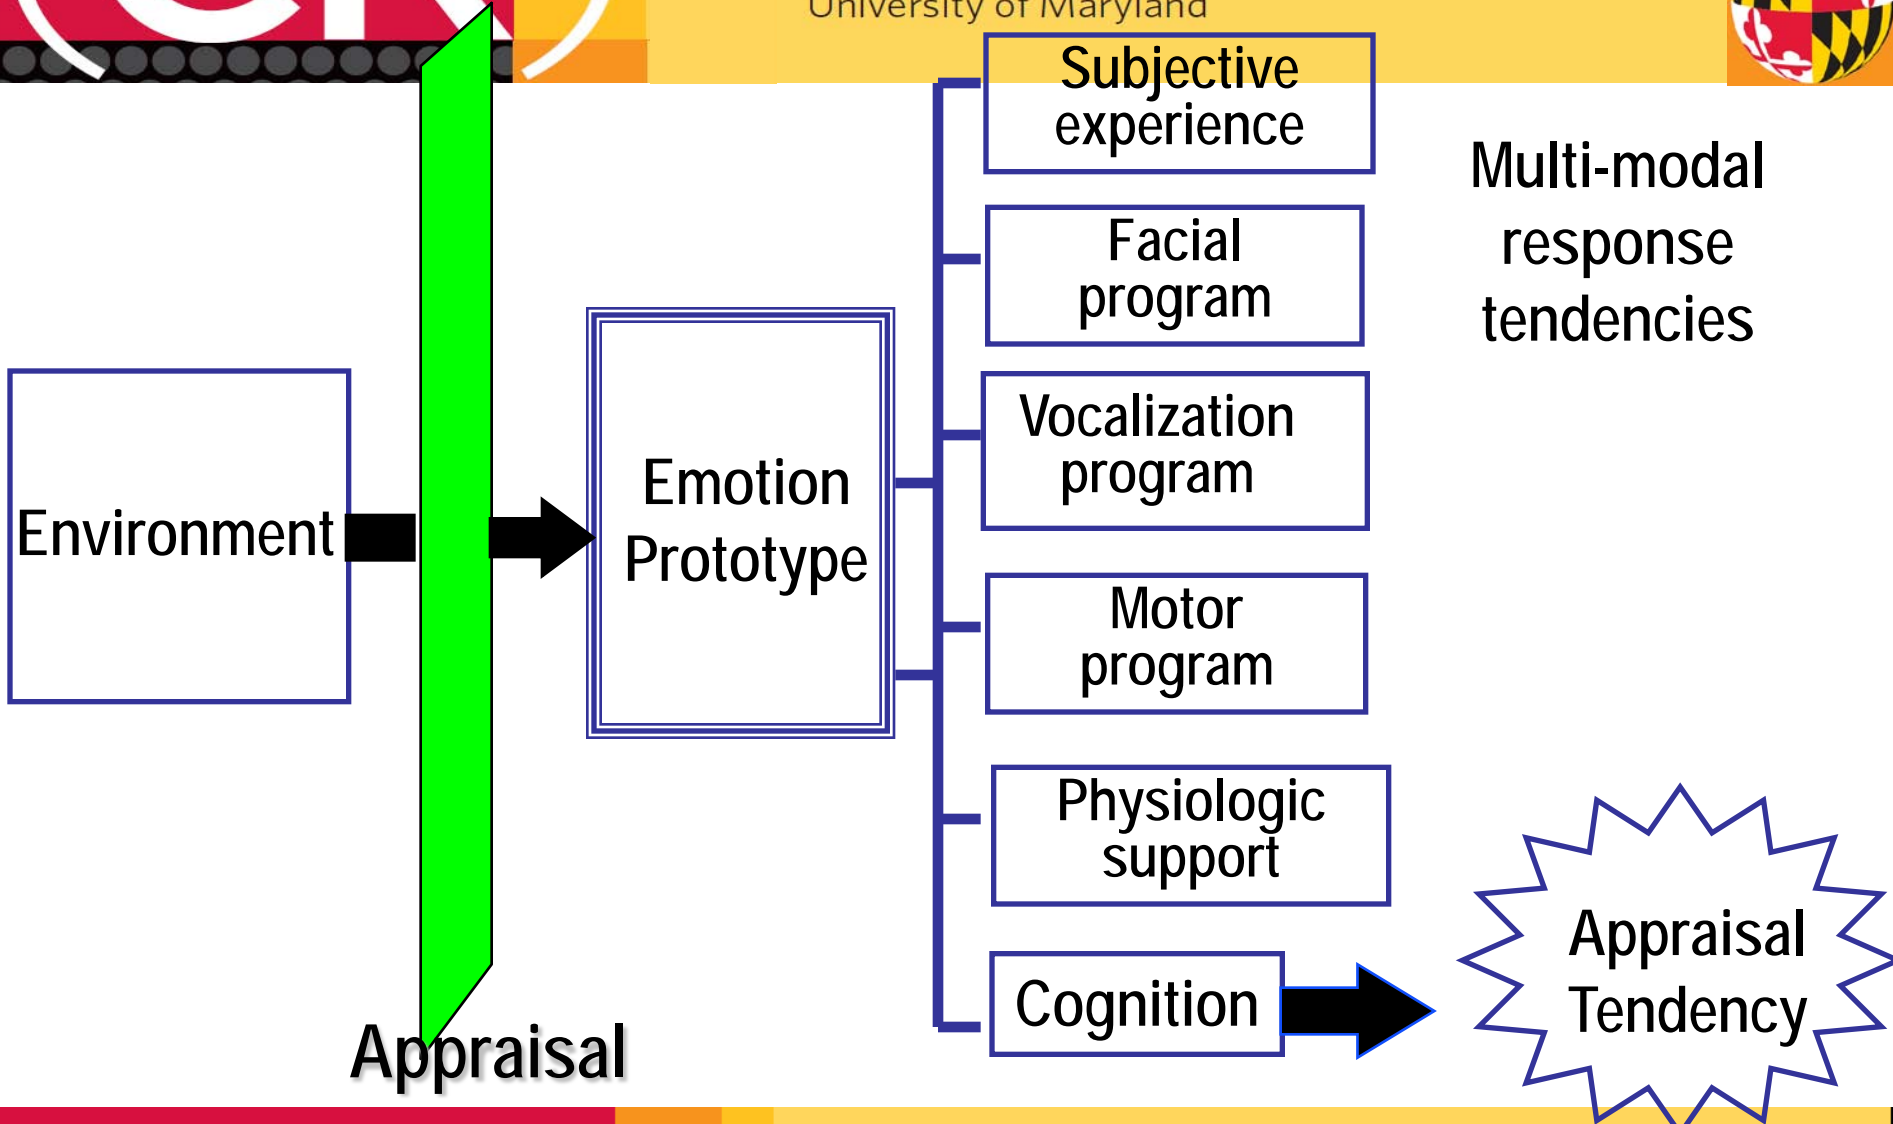 University of Maryland
Subjective
experience
Multi-modal
response
tendencies
Facial
program
Vocalization
program
Environment
Emotion
Prototype
Motor
program
Physiologic
support
Cognition
Appraisal
Tendency
Appraisal